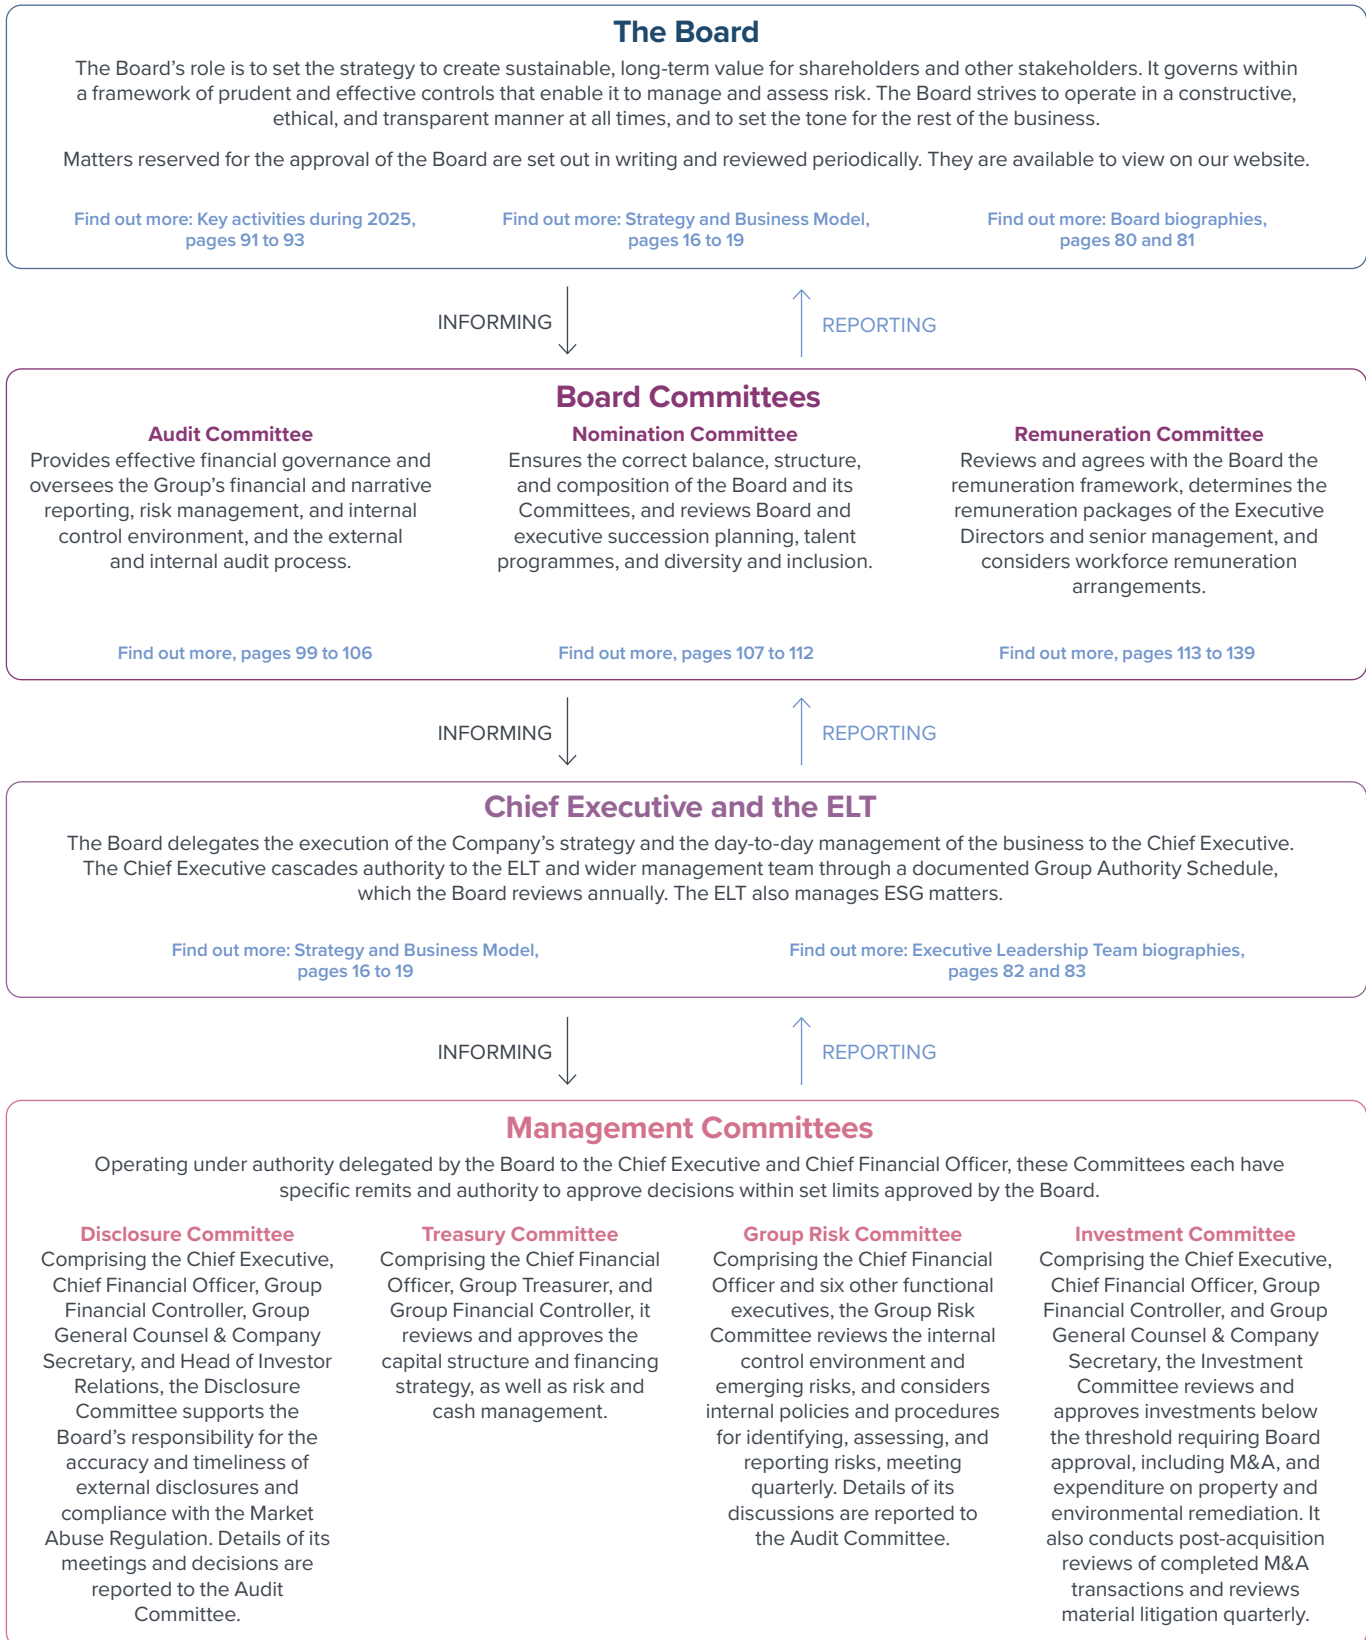 The Board
The Board’s role is to set the strategy to create sustainable, long-term value for shareholders and other stakeholders. It governs within
a framework of prudent and effective controls that enable it to manage and assess risk. The Board strives to operate in a constructive,
ethical, and transparent manner at all times, and to set the tone for the rest of the business.
Matters reserved for the approval of the Board are set out in writing and reviewed periodically. They are available to view on our website.
Find out more: Key activities during 2025,
pages 91 to 93
Find out more: Strategy and Business Model,
pages 16 to 19
Find out more: Board biographies,
pages 80 and 81
INFORMING
REPORTING
Board Committees
Audit Committee
Provides effective financial governance and
oversees the Group’s financial and narrative
reporting, risk management, and internal
control environment, and the external
and internal audit process.
Find out more, pages 99 to 106
Nomination Committee
Ensures the correct balance, structure,
and composition of the Board and its
Committees, and reviews Board and
executive succession planning, talent
programmes, and diversity and inclusion.
Find out more, pages 107 to 112
Remuneration Committee
Reviews and agrees with the Board the
remuneration framework, determines the
remuneration packages of the Executive
Directors and senior management, and
considers workforce remuneration
arrangements.
Find out more, pages 113 to 139
INFORMING
REPORTING
Chief Executive and the ELT
The Board delegates the execution of the Company’s strategy and the day-to-day management of the business to the Chief Executive.
The Chief Executive cascades authority to the ELT and wider management team through a documented Group Authority Schedule,
which the Board reviews annually. The ELT also manages ESG matters.
Find out more: Strategy and Business Model,
pages 16 to 19
Find out more: Executive Leadership Team biographies,
pages 82 and 83
INFORMING
REPORTING
Management Committees
Operating under authority delegated by the Board to the Chief Executive and Chief Financial Officer, these Committees each have
specific remits and authority to approve decisions within set limits approved by the Board.
Disclosure Committee
Comprising the Chief Executive,
Chief Financial Officer, Group
Financial Controller, Group
General Counsel & Company
Secretary, and Head of Investor
Relations, the Disclosure
Committee supports the
Board’s responsibility for the
accuracy and timeliness of
external disclosures and
compliance with the Market
Abuse Regulation. Details of its
meetings and decisions are
reported to the Audit
Committee.
Treasury Committee
Comprising the Chief Financial
Officer, Group Treasurer, and
Group Financial Controller, it
reviews and approves the
capital structure and financing
strategy, as well as risk and
cash management.
Group Risk Committee
Comprising the Chief Financial
Officer and six other functional
executives, the Group Risk
Committee reviews the internal
control environment and
emerging risks, and considers
internal policies and procedures
for identifying, assessing, and
reporting risks, meeting
quarterly. Details of its
discussions are reported to
the Audit Committee.
Investment Committee
Comprising the Chief Executive,
Chief Financial Officer, Group
Financial Controller, and Group
General Counsel & Company
Secretary, the Investment
Committee reviews and
approves investments below
the threshold requiring Board
approval, including M&A, and
expenditure on property and
environmental remediation. It
also conducts post-acquisition
reviews of completed M&A
transactions and reviews
material litigation quarterly.